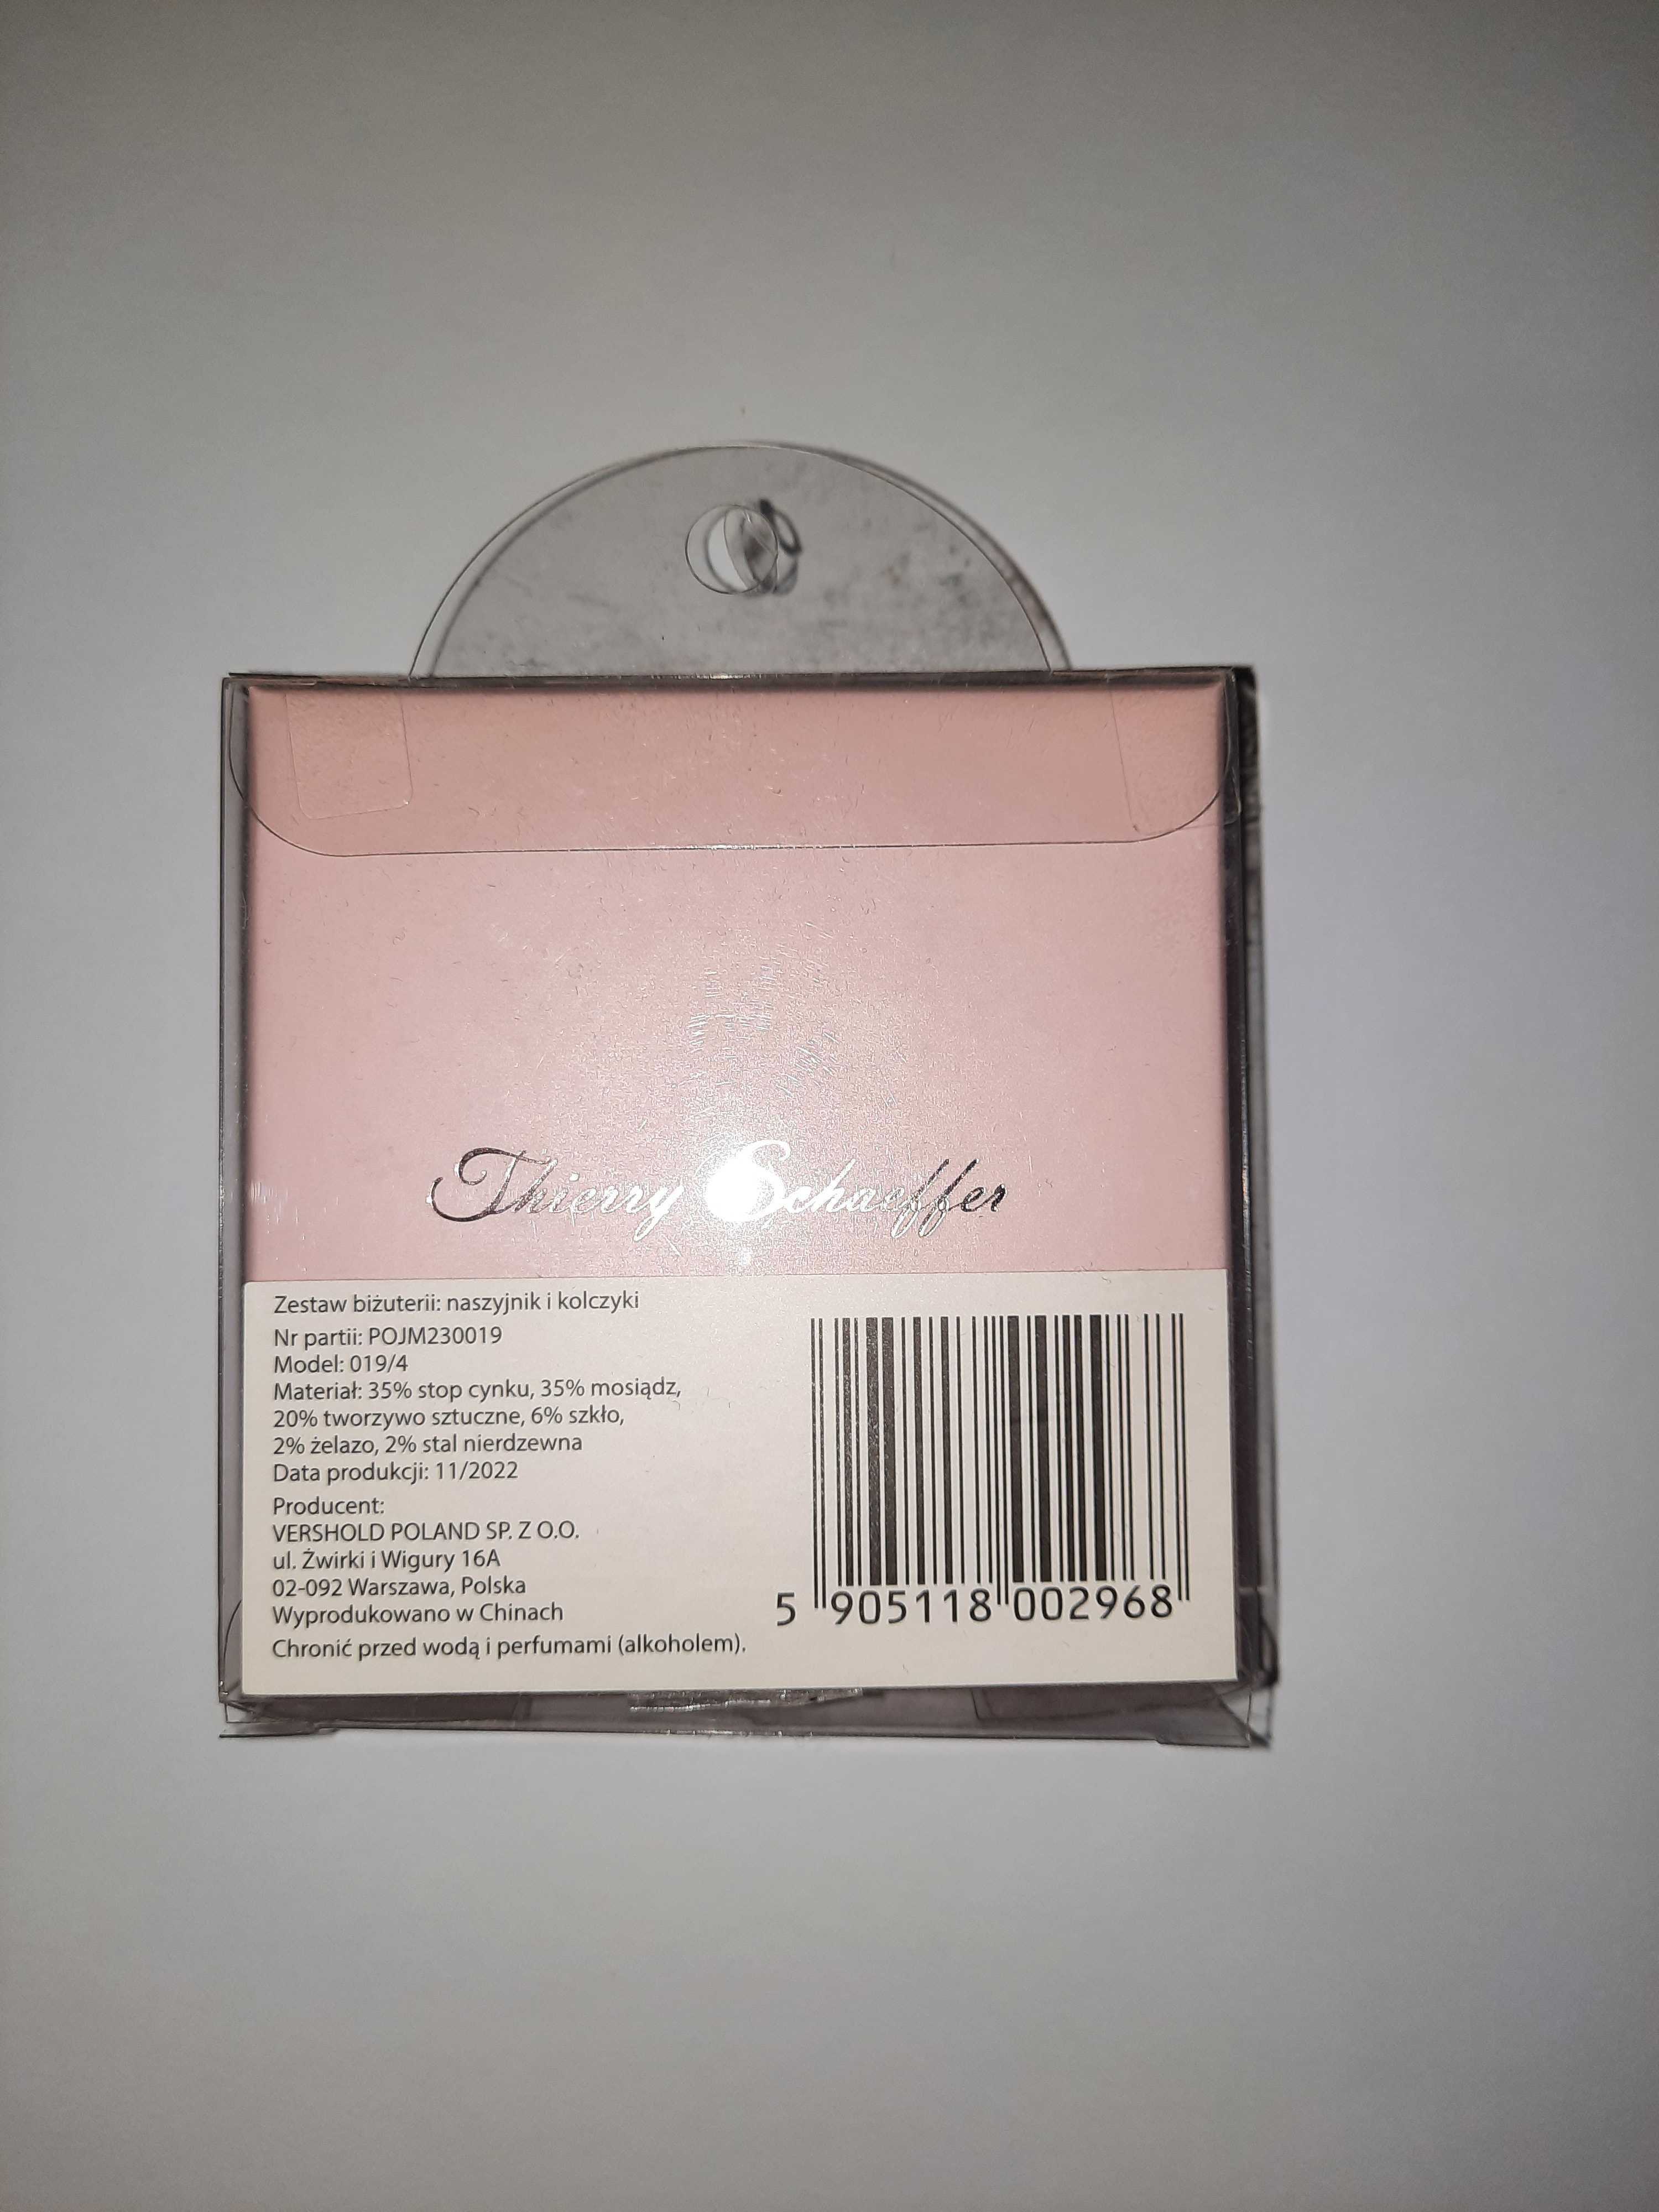 Thierry Schaeffer
Zestaw biżuterii: naszyjnik i kolczyki
Nr partii: POJM230019
Model: 019/4
Materiał: 35% stop cynku, 35% mosiądz,
20% tworzywo sztuczne, 6% szkło,
2% żelazo, 2% stal nierdzewna
Data produkcji: 11/2022
Producent:
VERSHOLD POLAND SP. Z O.O.
ul. Żwirki i Wigury 16A
02-092 Warszawa, Polska
Wyprodukowano w Chinach
Chronić przed wodą i perfumami (alkoholem).
5 905118 002968